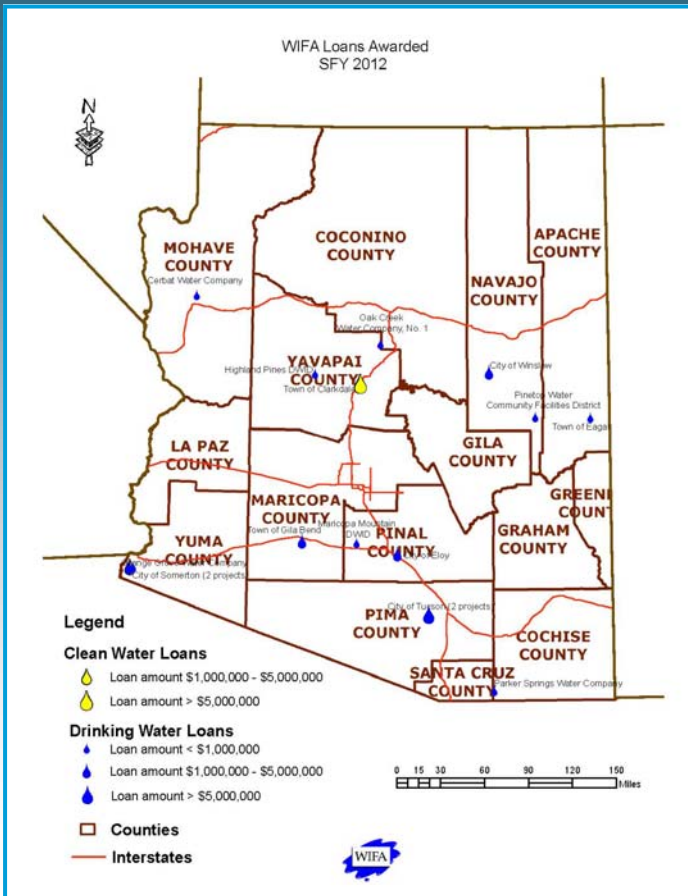 WIFA Loans Awarded
SFY 2012
N
MOHAVE
COUNTY
Cerbat Water Company
COCONINO
COUNTY
APACHE
COUNTY
NAVAJO
COUNTY
Oak Creek
Water Company, No. 1
YAVAPAI
COUNTY
Highland Pines DWID
Town of Clarkdale
City of Winslow
Pinetop Water
Community Facilities District
Town of Eagar
GILA
COUNTY
LA PAZ
COUNTY
MARICOPA
COUNTY
Town of Gila Bend
Maricopa Mountain
DWID
PINAL
COUNTY
City of Eloy
GRAHAM
COUNTY
YUMA
COUNTY
Company
City of Somerton (2 projects)
City of Tucson (2 projects)
PIMA
COUNTY
COCHISE
COUNTY
SANTA CRUZ
COUNTY
Parker Springs Water Company
Legend
Clean Water Loans
Loan amount $1,000,000 - $5,000,000
Loan amount > $5,000,000
Drinking Water Loans
Loan amount < $1,000,000
Loan amount $1,000,000 - $5,000,000
Loan amount > $5,000,000
Counties
Interstates
0 15 30 60 90 120 150
Miles
WIFA